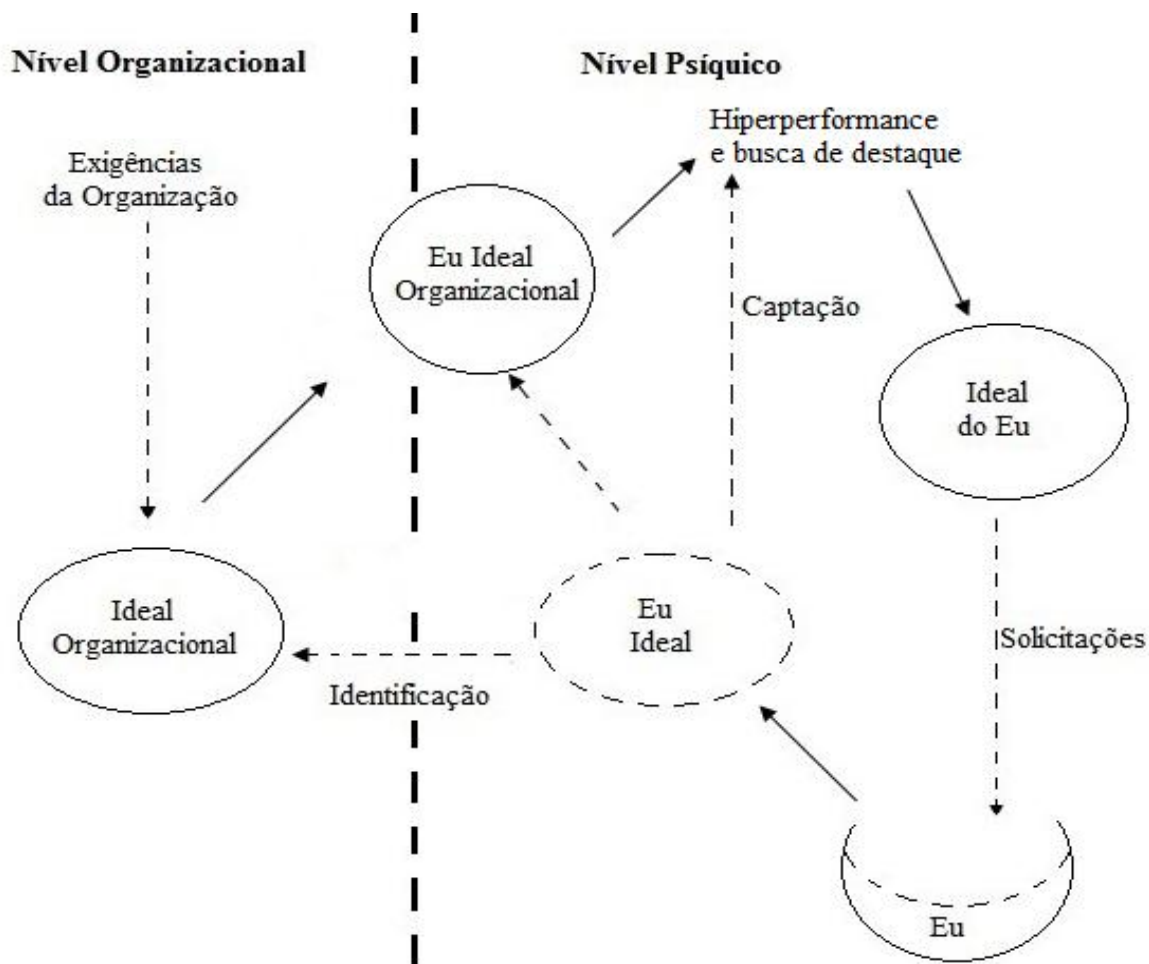 Nível Organizacional
Nível Psíquico
Exigências
da Organização
Hiperperformance
e busca de destaque
Eu Ideal
Organizacional
Captação
Ideal
do Eu
Ideal
Organizacional
Eu
Ideal
Solicitações
Identificação
Eu